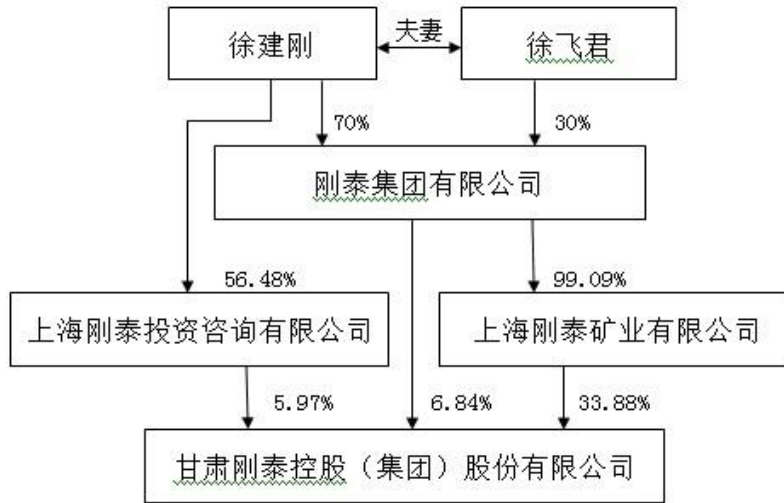 徐建刚
夫妻
徐飞君
70%
30%
刚泰集团有限公司
56.48%
99.09%
上海刚泰投资咨询有限公司
上海刚泰矿业有限公司
5.97%
6.84%
33.88%
甘肃刚泰控股（集团）股份有限公司